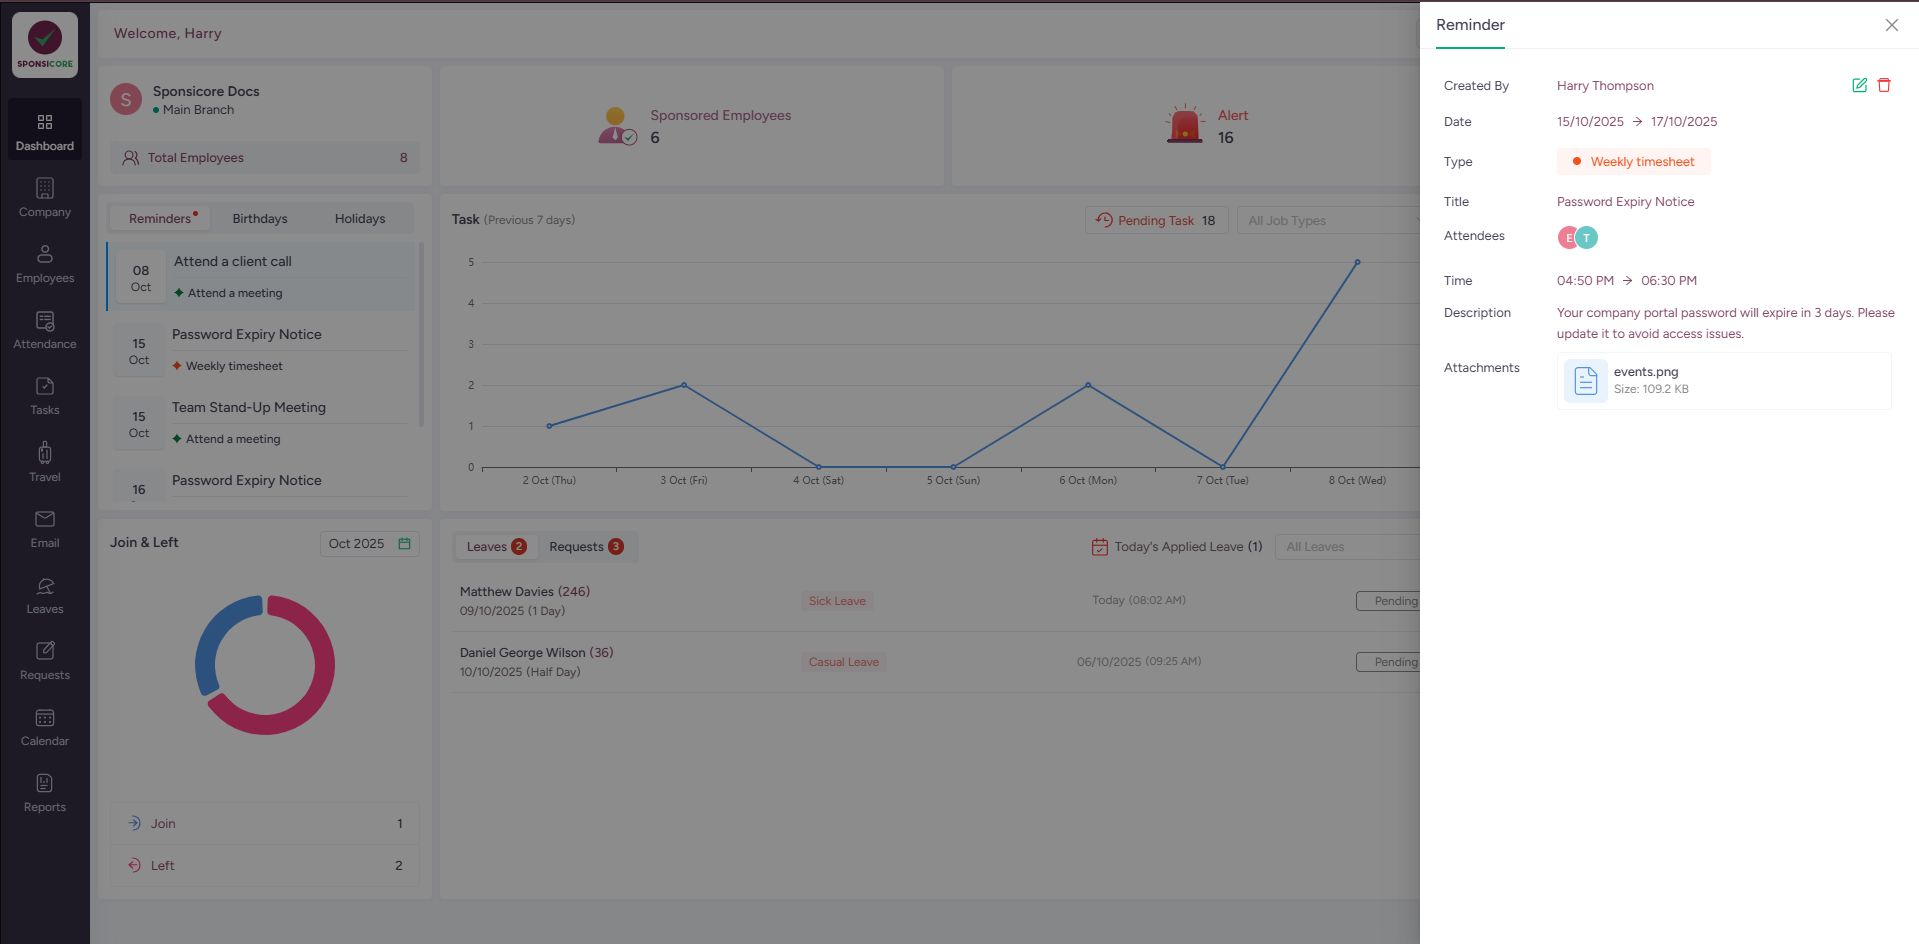 SPONSICORE
Dashboard
Company
Employees
Attendance
Tasks
Travel
Email
Leaves
Requests
Calendar
Reports
Welcome, Harry
S
Sponsicore Docs
Main Branch
Total Employees 8
Sponsored Employees
6
Alert
16
Reminders Birthdays Holidays
08
Oct
Attend a client call
Attend a meeting
15
Oct
Password Expiry Notice
Weekly timesheet
15
Oct
Team Stand-Up Meeting
Attend a meeting
16
Password Expiry Notice
Task (Previous 7 days)
Pending Task 18
All Job Types
5
4
3
2
1
0
2 Oct (Thu) 3 Oct (Fri) 4 Oct (Sat) 5 Oct (Sun) 6 Oct (Mon) 7 Oct (Tue) 8 Oct (Wed)
Join & Left
Oct 2025
Join 1
Left 2
Leaves 2 Requests 3
Today's Applied Leave (1)
All Leaves
Matthew Davies (246)
09/10/2025 (1 Day)
Sick Leave
Today (08:02 AM)
Pending
Daniel George Wilson (36)
10/10/2025 (Half Day)
Casual Leave
06/10/2025 (09:25 AM)
Pending
Reminder
Created By Harry Thompson
Date 15/10/2025 → 17/10/2025
Type Weekly timesheet
Title Password Expiry Notice
Attendees E T
Time 04:50 PM → 06:30 PM
Description Your company portal password will expire in 3 days. Please
update it to avoid access issues.
Attachments
events.png
Size: 109.2 KB